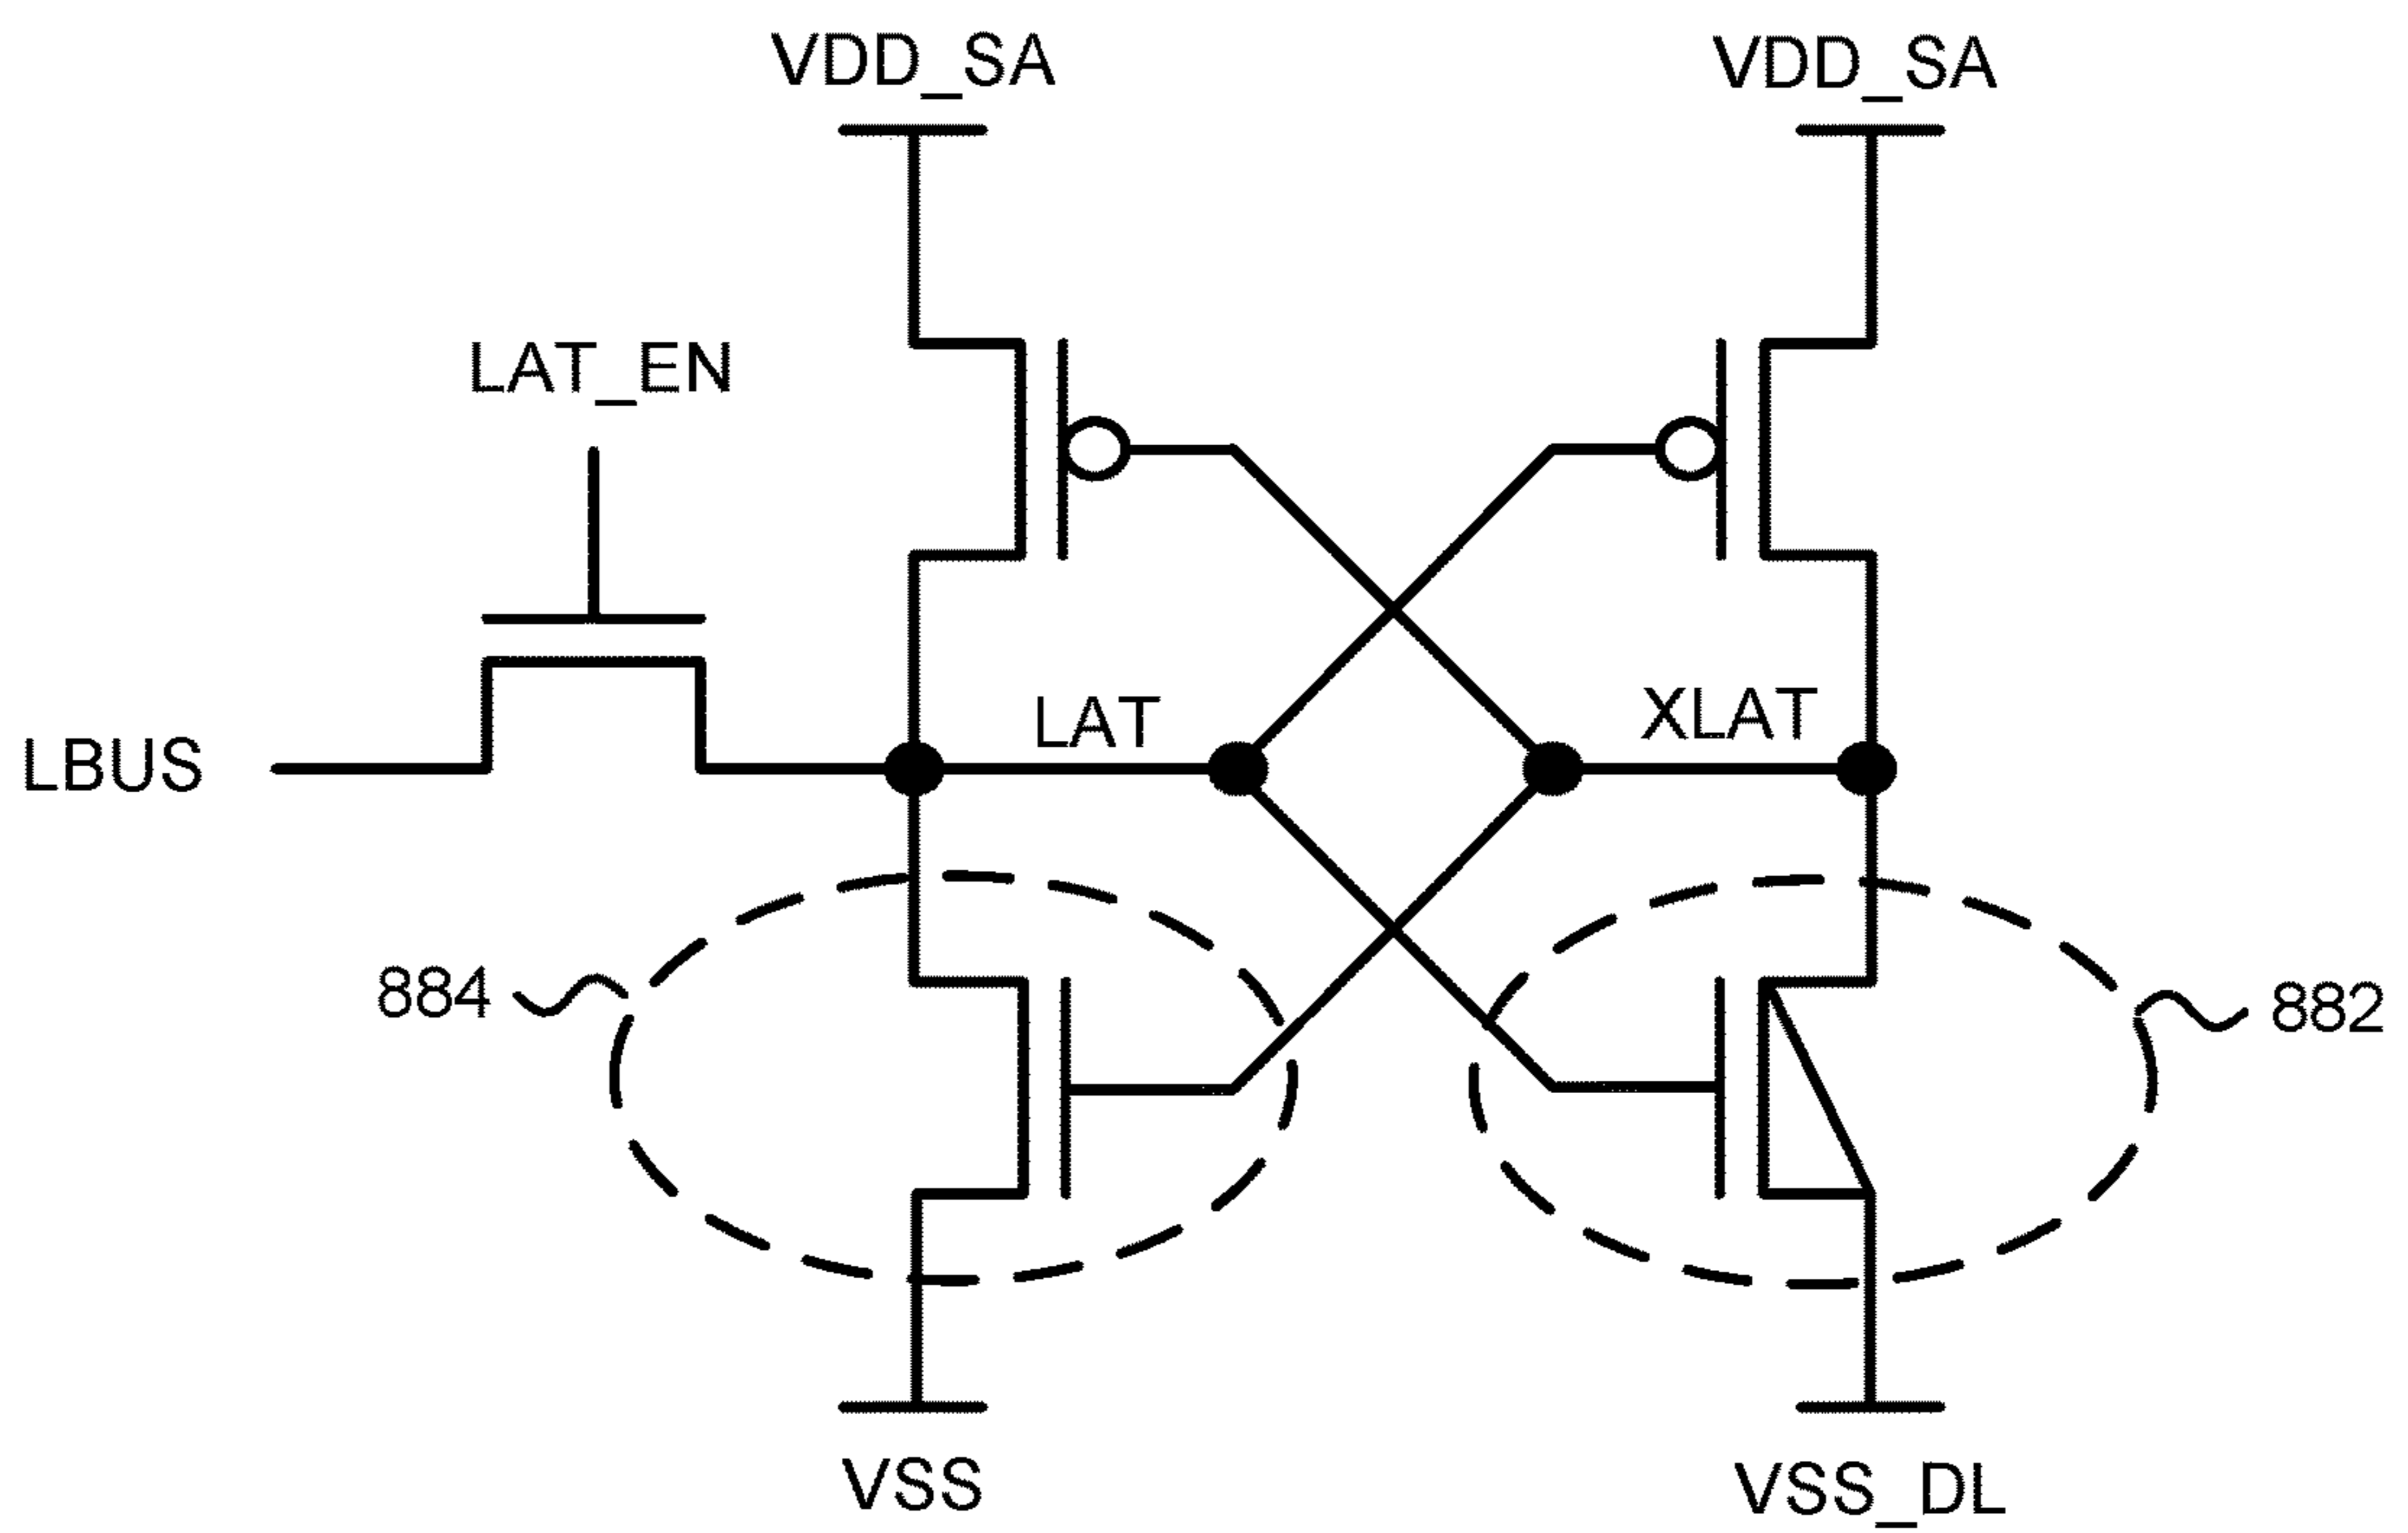 VDD_SA
VDD_SA
LAT_EN
LAT
XLAT
LBUS
884
882
VSS
VSS_DL